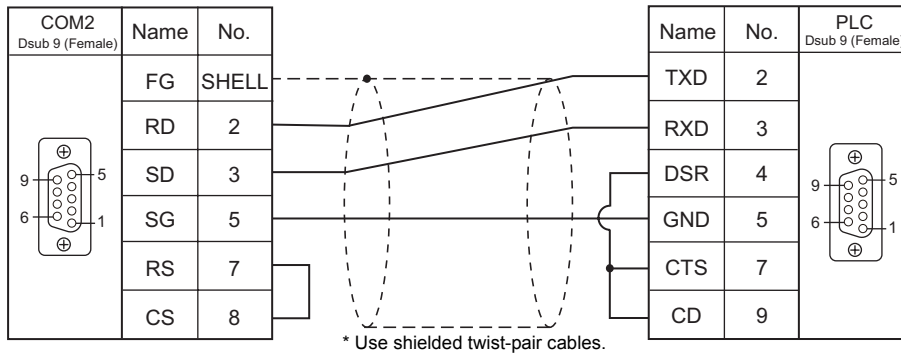 COM2
Dsub 9 (Female)
Name No.
FG SHELL
RD 2
SD 3
SG 5
RS 7
CS 8
9 5
6 1
Name No.
PLC
Dsub 9 (Female)
TXD 2
RXD 3
DSR 4
GND 5
CTS 7
CD 9
9 5
6 1
* Use shielded twist-pair cables.